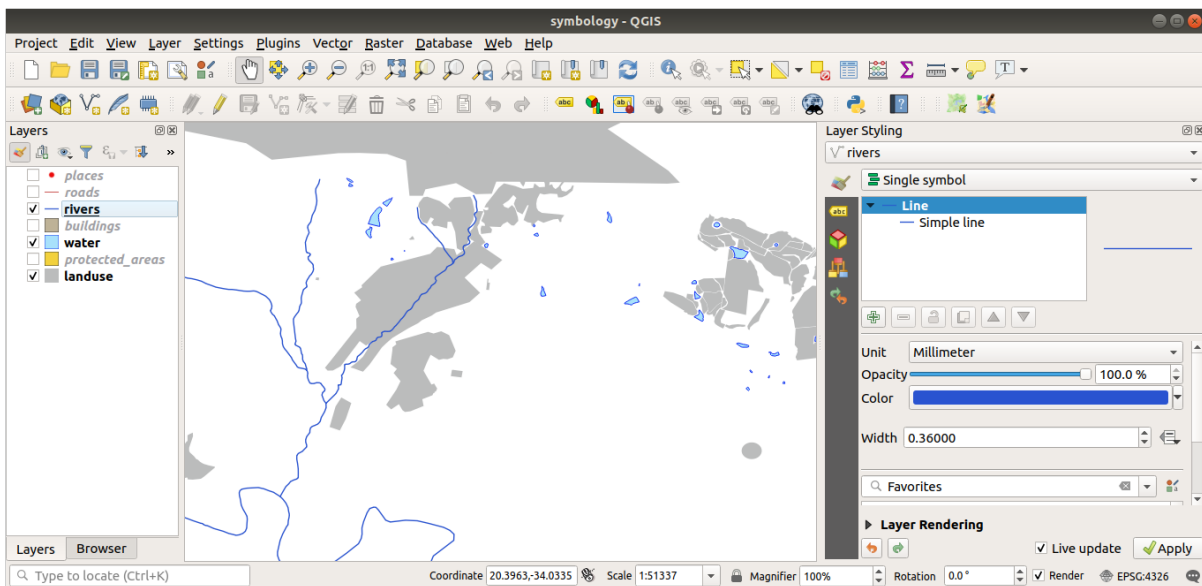 symbology - QGIS
Project Edit View Layer Settings Plugins Vector Raster Database Web Help
Layers
places
roads
rivers
buildings
water
protected_areas
landuse
Layers Browser
Layer Styling
rivers
Single symbol
Line
Simple line
Unit Millimeter
Opacity 100.0 %
Color
Width 0.36000
Favorites
Layer Rendering
Live update Apply
Type to locate (Ctrl+K) Coordinate 20.3963,-34.0335 Scale 1:51337 Magnifier 100% Rotation 0.0° Render EPSG:4326